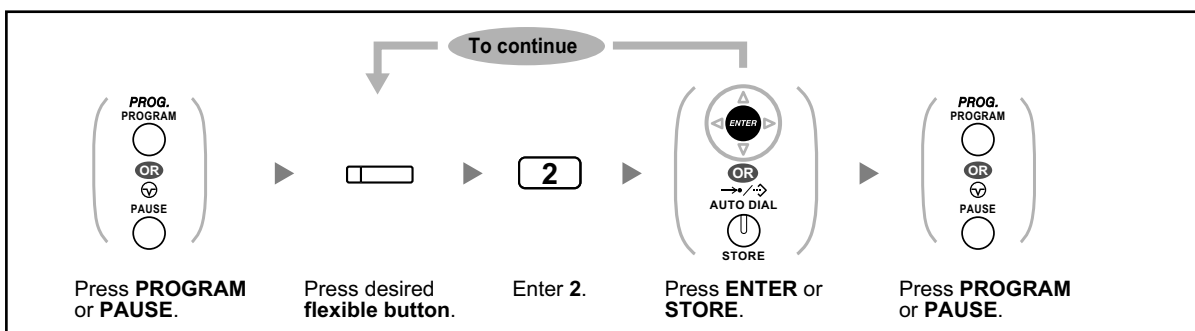 To continue
PROG.
PROGRAM
OR
PAUSE
2
ENTER
OR
AUTO DIAL
STORE
PROG.
PROGRAM
OR
PAUSE
Press PROGRAM
or PAUSE.
Press desired
flexible button.
Enter 2.
Press ENTER or
STORE.
Press PROGRAM
or PAUSE.